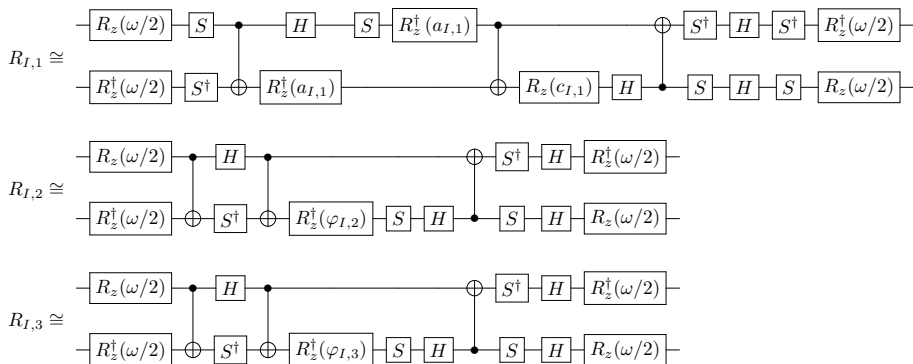 R_z(ω/2) S H S R_z^†(a_{I,1}) S^† H S^† R_z^†(ω/2)
R_{I,1} ≅
R_z^†(ω/2) S^† R_z^†(a_{I,1}) R_z(c_{I,1}) H S H S R_z(ω/2)
R_z(ω/2) H S^† H R_z^†(ω/2)
R_{I,2} ≅
R_z^†(ω/2) S^† R_z^†(φ_{I,2}) S H S H R_z(ω/2)
R_z(ω/2) H S^† H R_z^†(ω/2)
R_{I,3} ≅
R_z^†(ω/2) S^† R_z^†(φ_{I,3}) S H S H R_z(ω/2)